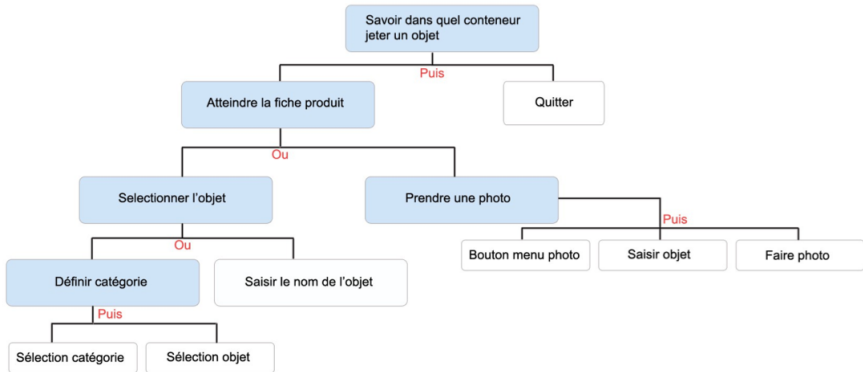 Savoir dans quel conteneur
jeter un objet
Puis
Atteindre la fiche produit
Quitter
Ou
Selectionner l'objet
Prendre une photo
Ou
Puis
Bouton menu photo
Saisir objet
Faire photo
Définir catégorie
Saisir le nom de l'objet
Puis
Sélection catégorie
Sélection objet